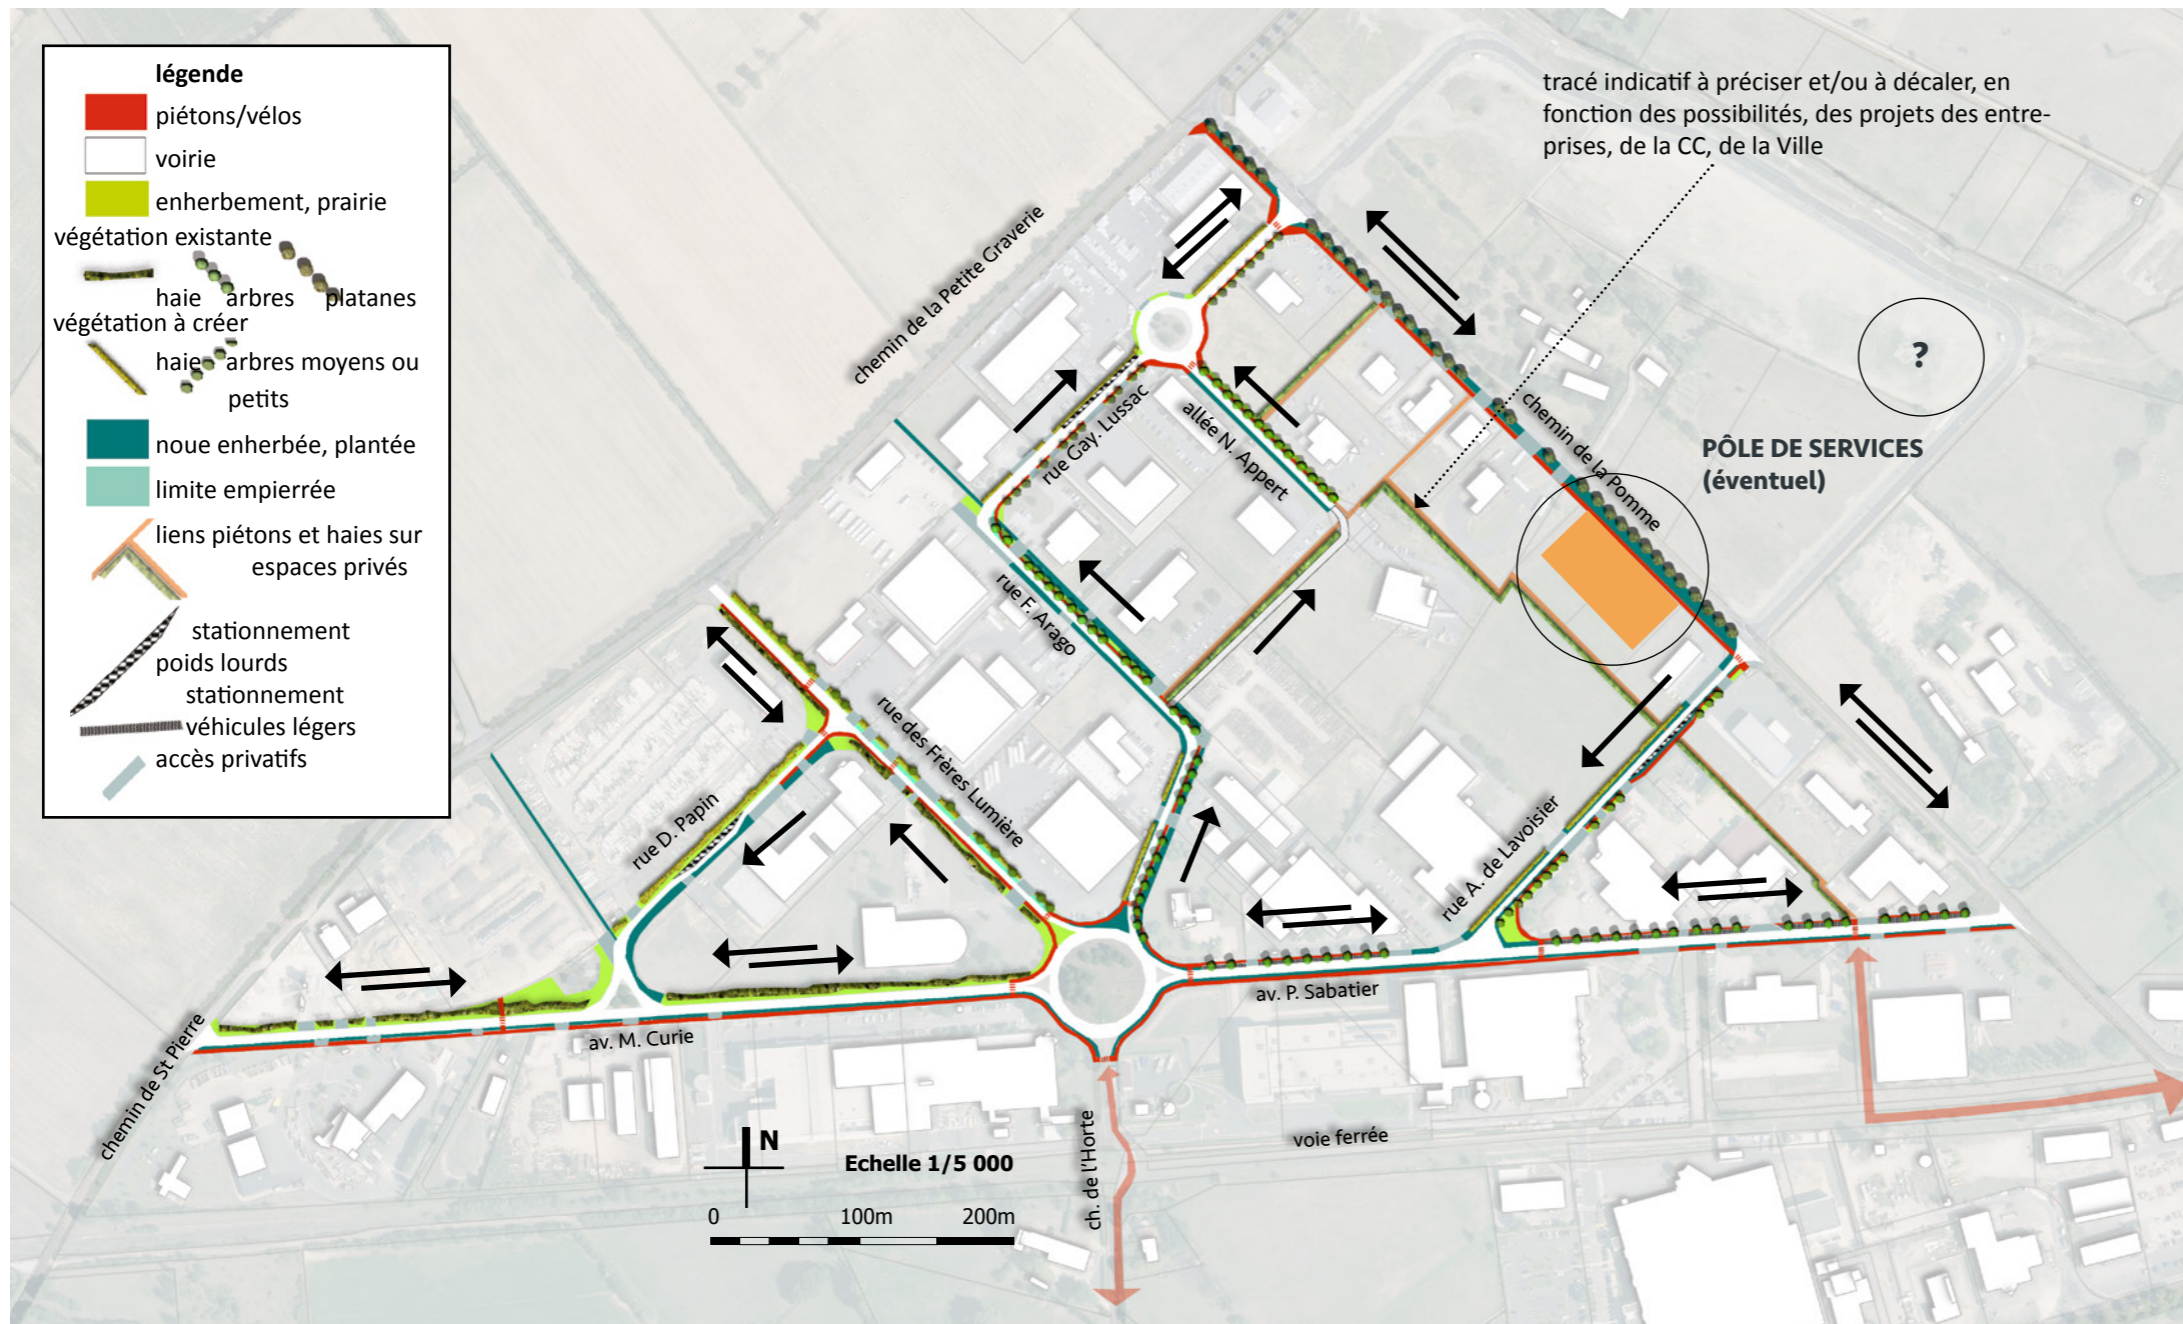 légende
piétons/vélos
voirie
enherbement, prairie
végétation existante
haie arbres platanes
végétation à créer
haie arbres moyens ou
petits
noue enherbée, plantée
limite empierrée
liens piétons et haies sur
espaces privés
stationnement
poids lourds
stationnement
véhicules légers
accès privatifs
tracé indicatif à préciser et/ou à décaler, en
fonction des possibilités, des projets des entre-
prises, de la CC, de la Ville
chemin de la Petite Graverie
?
chemin de la Pomme
PÔLE DE SERVICES
(éventuel)
rue Gay. Lussac
allée N. Appert
rue F. Arago
rue des Frères Lumière
rue D. Papin
rue A. de Lavoisier
av. P. Sabatier
av. M. Curie
chemin de St Pierre
ch. de l'Horte
voie ferrée
N
Echelle 1/5 000
0 100m 200m